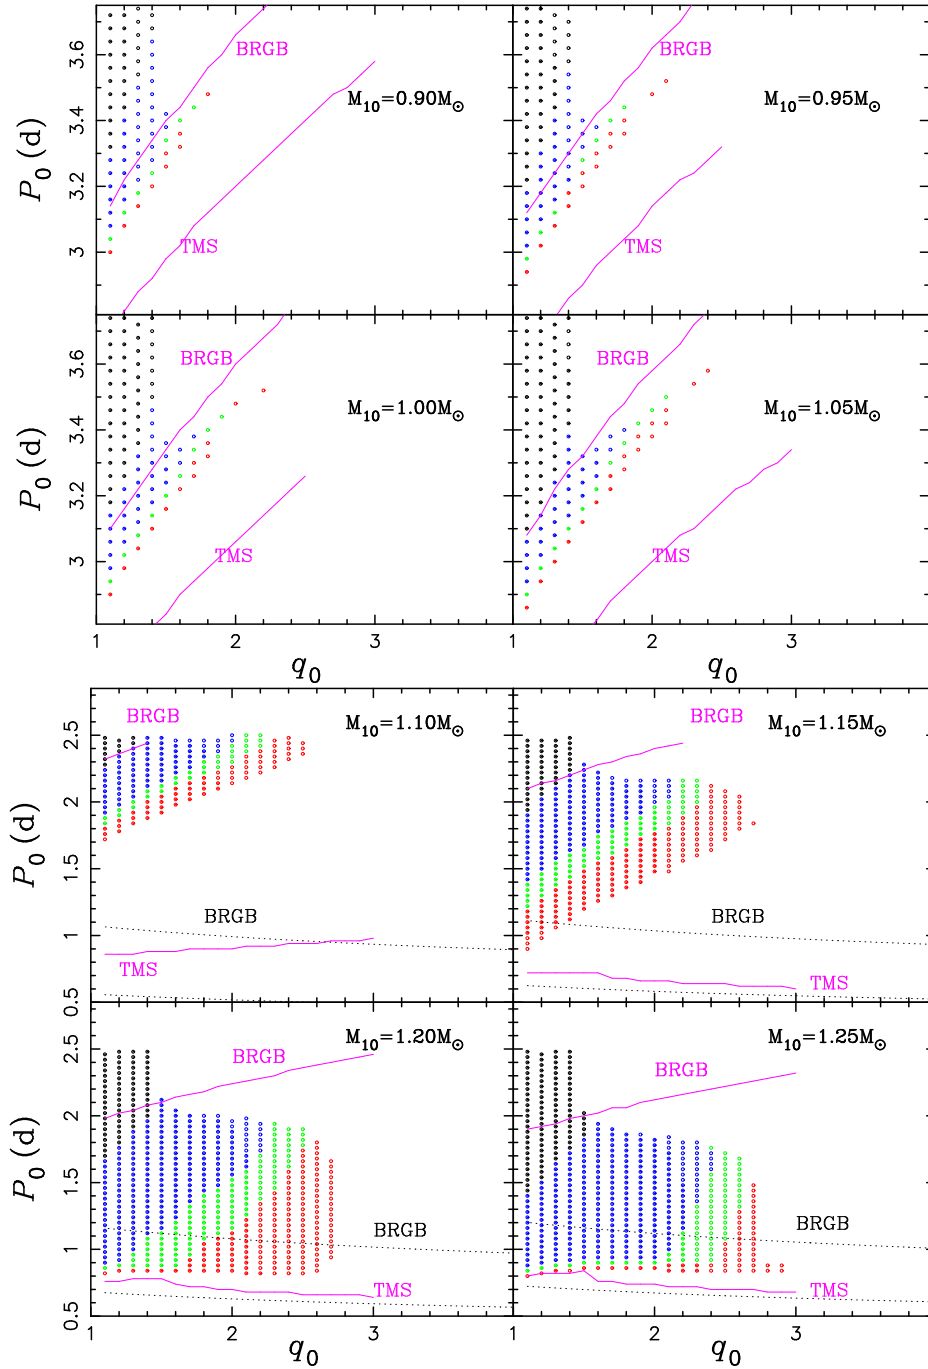 BRGB
M10=0.90M⊙
TMS
BRGB
M10=0.95M⊙
TMS
3.6
3.4
3.2
3
P0 (d)
BRGB
M10=1.00M⊙
TMS
BRGB
M10=1.05M⊙
TMS
3.6
3.4
3.2
3
P0 (d)
1 2 3
1 2 3
q0
q0
BRGB
M10=1.10M⊙
BRGB
TMS
BRGB
M10=1.15M⊙
BRGB
TMS
2.5
2
1.5
1
0.5
P0 (d)
BRGB
M10=1.20M⊙
BRGB
TMS
BRGB
M10=1.25M⊙
BRGB
TMS
2.5
2
1.5
1
0.5
P0 (d)
1 2 3
1 2 3
q0
q0